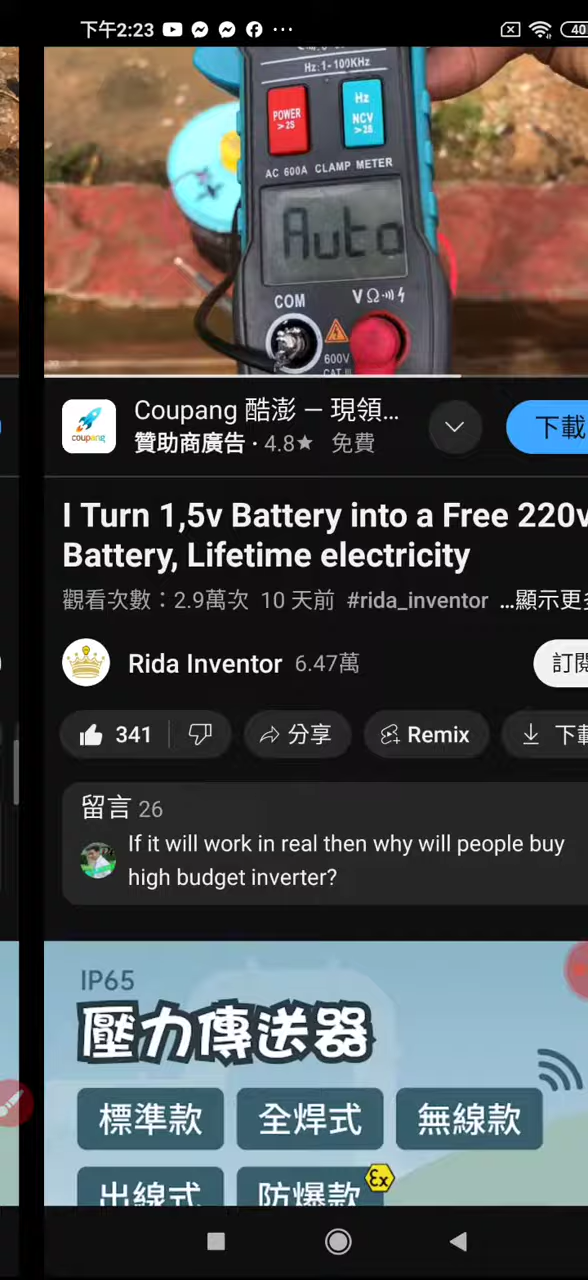 下午2:23
40
Hz:1-100KHz
POWER
>2S
Hz
NCV
>2S
AC 600A CLAMP METER
Auto
COM
VΩ
600V
CAT III
coupang
Coupang 酷澎 — 現領...
贊助商廣告 · 4.8★ 免費
下載
I Turn 1,5v Battery into a Free 220v
Battery, Lifetime electricity
觀看次數：2.9萬次 10 天前 #rida_inventor ...顯示更多
Rida Inventor 6.47萬
訂閱
341
分享
Remix
下載
留言 26
If it will work in real then why will people buy
high budget inverter?
IP65
壓力傳送器
標準款
全焊式
無線款
出線式
防爆款
Ex